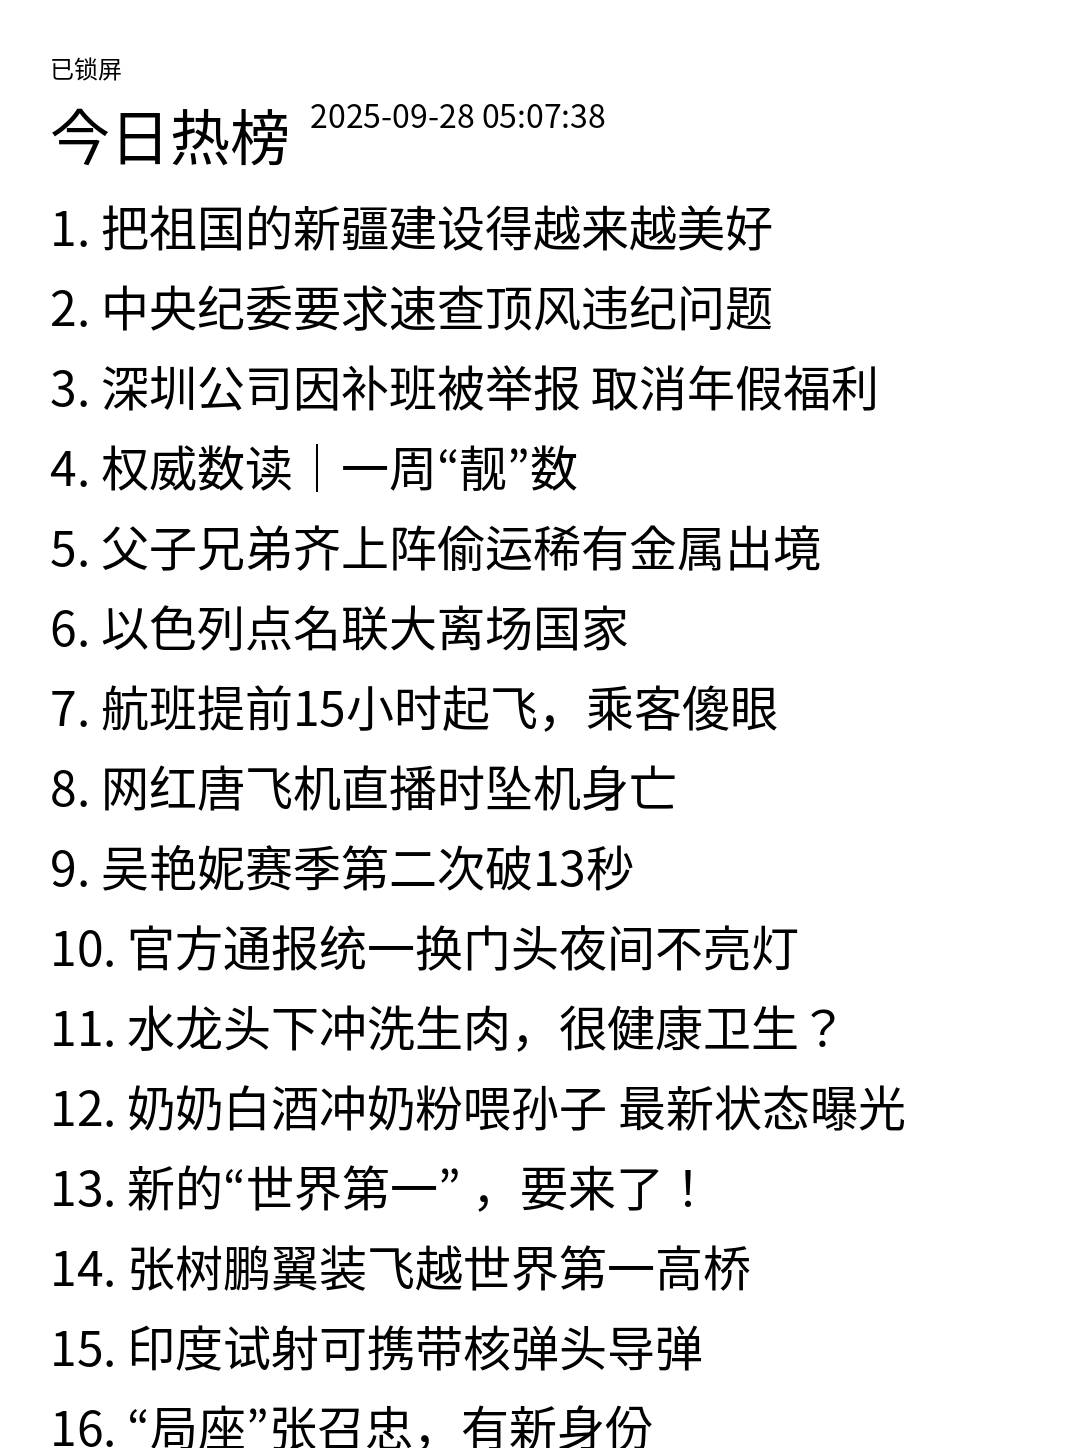 已锁屏
今日热榜 2025-09-28 05:07:38
1. 把祖国的新疆建设得越来越美好
2. 中央纪委要求速查顶风违纪问题
3. 深圳公司因补班被举报 取消年假福利
4. 权威数读｜一周“靓”数
5. 父子兄弟齐上阵偷运稀有金属出境
6. 以色列点名联大离场国家
7. 航班提前15小时起飞，乘客傻眼
8. 网红唐飞机直播时坠机身亡
9. 吴艳妮赛季第二次破13秒
10. 官方通报统一换门头夜间不亮灯
11. 水龙头下冲洗生肉，很健康卫生？
12. 奶奶白酒冲奶粉喂孙子 最新状态曝光
13. 新的“世界第一”，要来了！
14. 张树鹏翼装飞越世界第一高桥
15. 印度试射可携带核弹头导弹
16. “局座”张召忠，有新身份